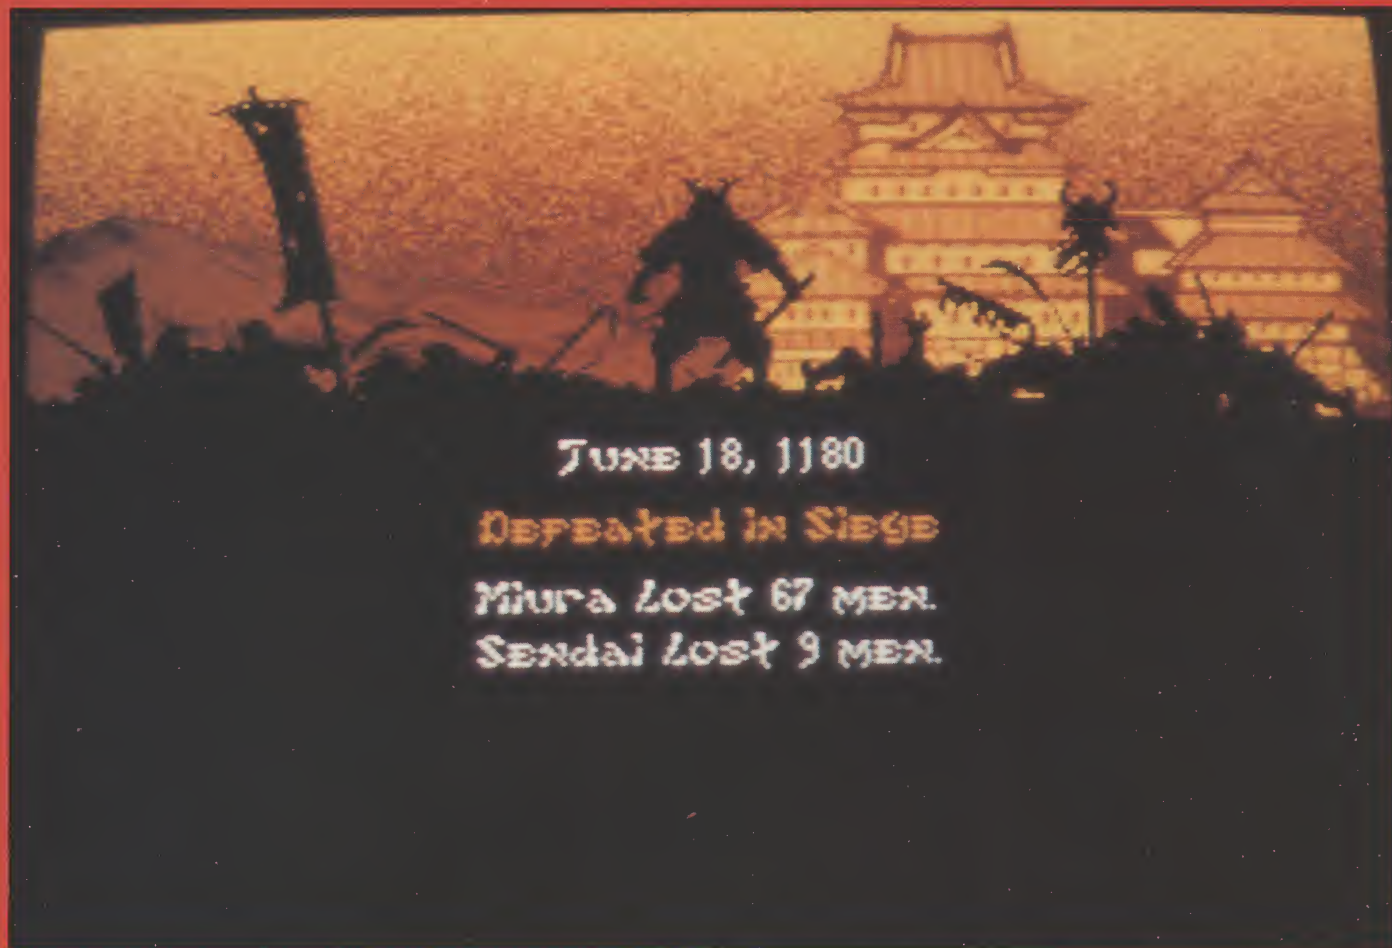 June 18, 1180
Defeated in Siege
Miura Lost 67 men.
Sendai Lost 9 men.